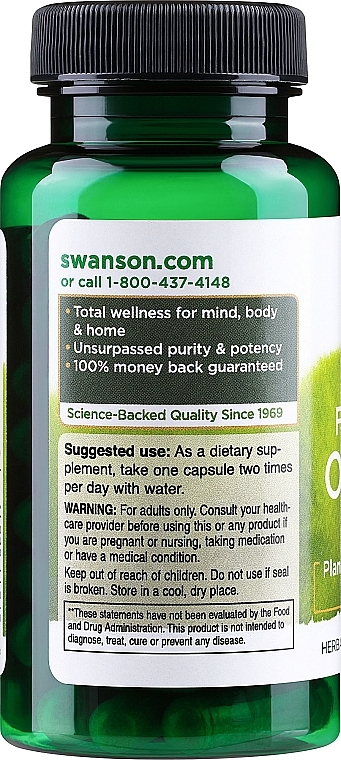 swanson.com
or call 1-800-437-4148
• Total wellness for mind, body
& home
• Unsurpassed purity & potency
• 100% money back guaranteed
Science-Backed Quality Since 1969
Suggested use: As a dietary sup-
plement, take one capsule two times
per day with water.
WARNING: For adults only. Consult your health-
care provider before using this or any product if
you are pregnant or nursing, taking medication
or have a medical condition.
Keep out of reach of children. Do not use if seal
is broken. Store in a cool, dry place.
**These statements have not been evaluated by the Food
and Drug Administration. This product is not intended to
diagnose, treat, cure or prevent any disease.
F
O
Plan
HERBA